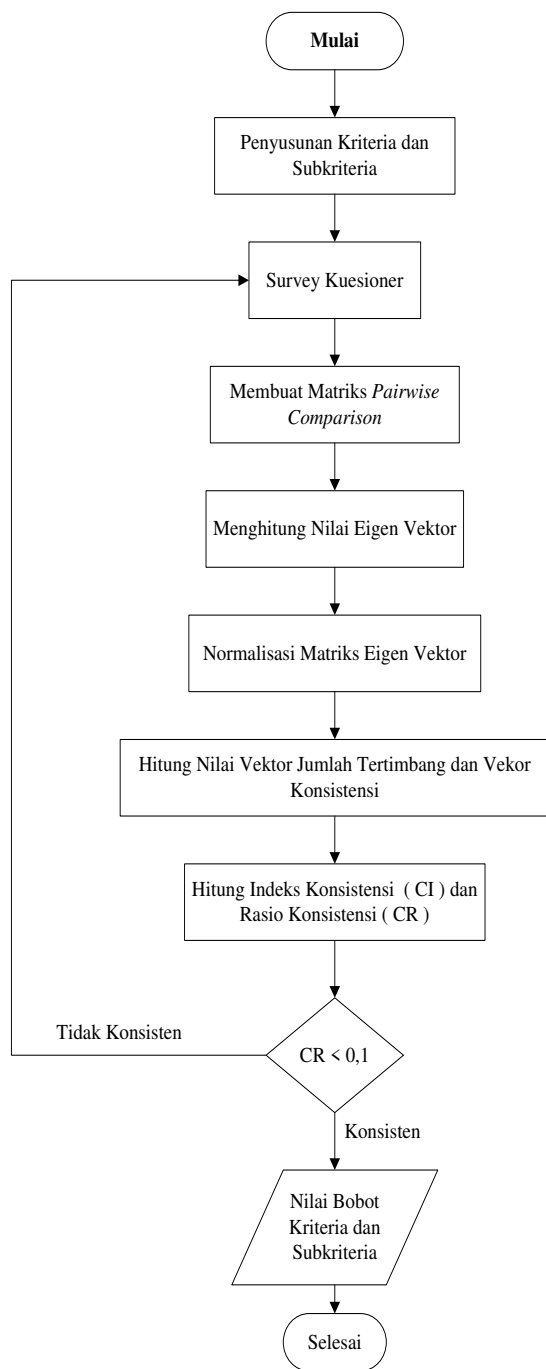 Mulai
Penyusunan Kriteria dan
Subkriteria
Survey Kuesioner
Membuat Matriks Pairwise
Comparison
Menghitung Nilai Eigen Vektor
Normalisasi Matriks Eigen Vektor
Hitung Nilai Vektor Jumlah Tertimbang dan Vekor
Konsistensi
Hitung Indeks Konsistensi ( CI ) dan
Rasio Konsistensi ( CR )
Tidak Konsisten
CR < 0,1
Konsisten
Nilai Bobot
Kriteria dan
Subkriteria
Selesai